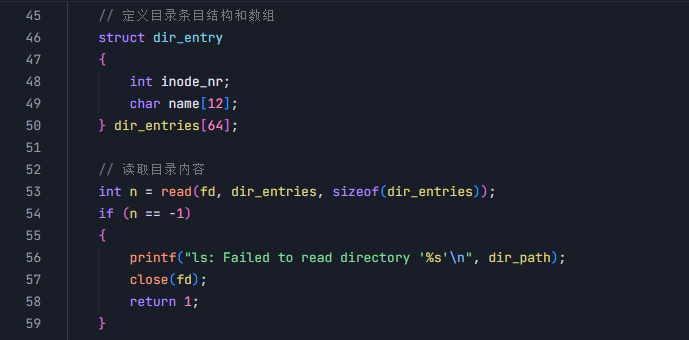 45 // 定义目录条目结构和数组
46 struct dir_entry
47 {
48     int inode_nr;
49     char name[12];
50 } dir_entries[64];
51
52 // 读取目录内容
53 int n = read(fd, dir_entries, sizeof(dir_entries));
54 if (n == -1)
55 {
56     printf("ls: Failed to read directory '%s'\n", dir_path);
57     close(fd);
58     return 1;
59 }